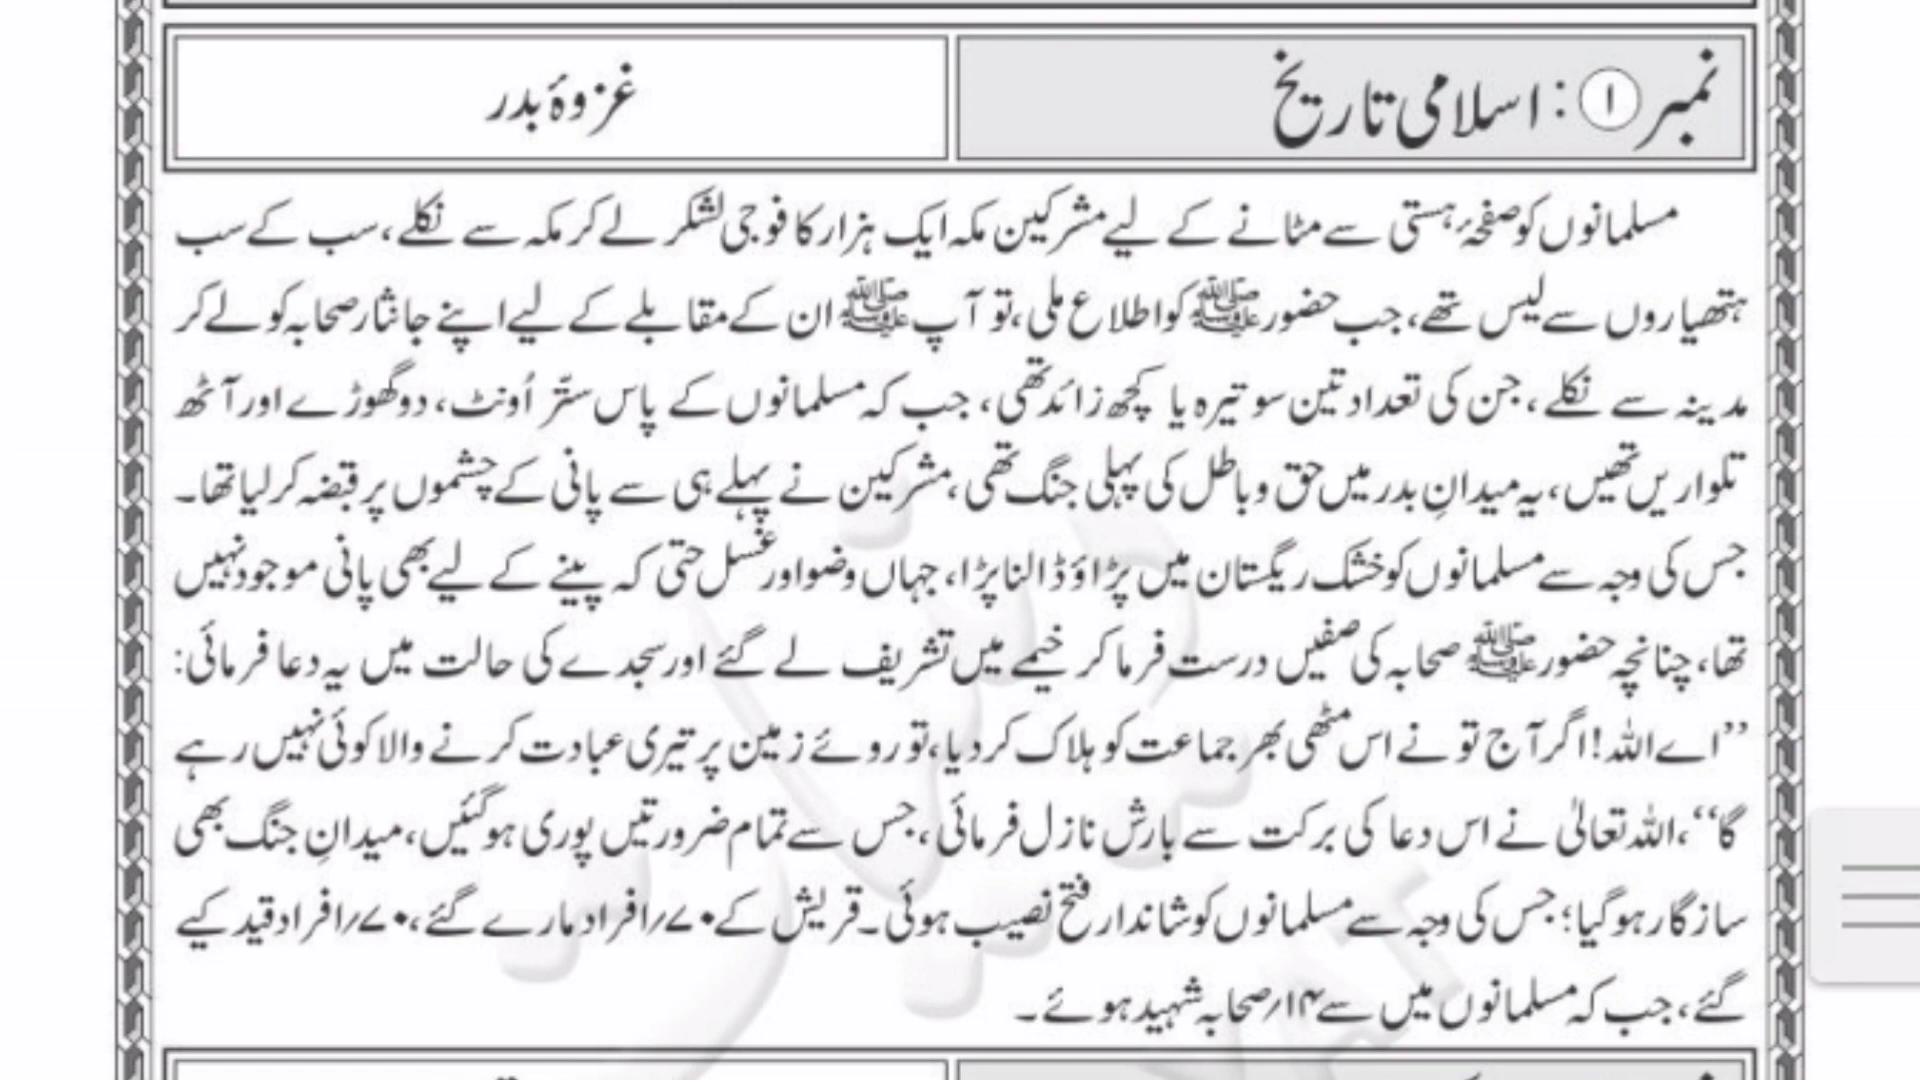 نمبر ۱ : اسلامی تاریخ
غزوۂ بدر
مسلمانوں کو صفحۂ ہستی سے مٹانے کے لیے مشرکین مکہ ایک ہزار کا فوجی لشکر لے کر مکہ سے نکلے، سب کے سب
ہتھیاروں سے لیس تھے، جب حضور ﷺ کو اطلاع ملی، تو آپ ﷺ ان کے مقابلے کے لیے اپنے جانثار صحابہ کو لے کر
مدینہ سے نکلے، جن کی تعداد تین سو تیرہ یا کچھ زائد تھی، جب کہ مسلمانوں کے پاس ستّر اُونٹ، دو گھوڑے اور آٹھ
تلواریں تھیں، یہ میدانِ بدر میں حق و باطل کی پہلی جنگ تھی، مشرکین نے پہلے ہی سے پانی کے چشموں پر قبضہ کر لیا تھا۔
جس کی وجہ سے مسلمانوں کو خشک ریگستان میں پڑاؤ ڈالنا پڑا، جہاں وضو اور غسل حتی کہ پینے کے لیے بھی پانی موجود نہیں
تھا، چنانچہ حضور ﷺ صحابہ کی صفیں درست فرما کر خیمے میں تشریف لے گئے اور سجدے کی حالت میں یہ دعا فرمائی:
’’اے اللہ! اگر آج تو نے اس مٹھی بھر جماعت کو ہلاک کر دیا، تو روئے زمین پر تیری عبادت کرنے والا کوئی نہیں رہے
گا‘‘، اللہ تعالیٰ نے اس دعا کی برکت سے بارش نازل فرمائی، جس سے تمام ضرورتیں پوری ہو گئیں، میدانِ جنگ بھی
سازگار ہو گیا؛ جس کی وجہ سے مسلمانوں کو شاندار فتح نصیب ہوئی۔ قریش کے ۷۰؍ افراد مارے گئے، ۷۰؍ افراد قید کیے
گئے، جب کہ مسلمانوں میں سے ۱۴؍ صحابہ شہید ہوئے۔